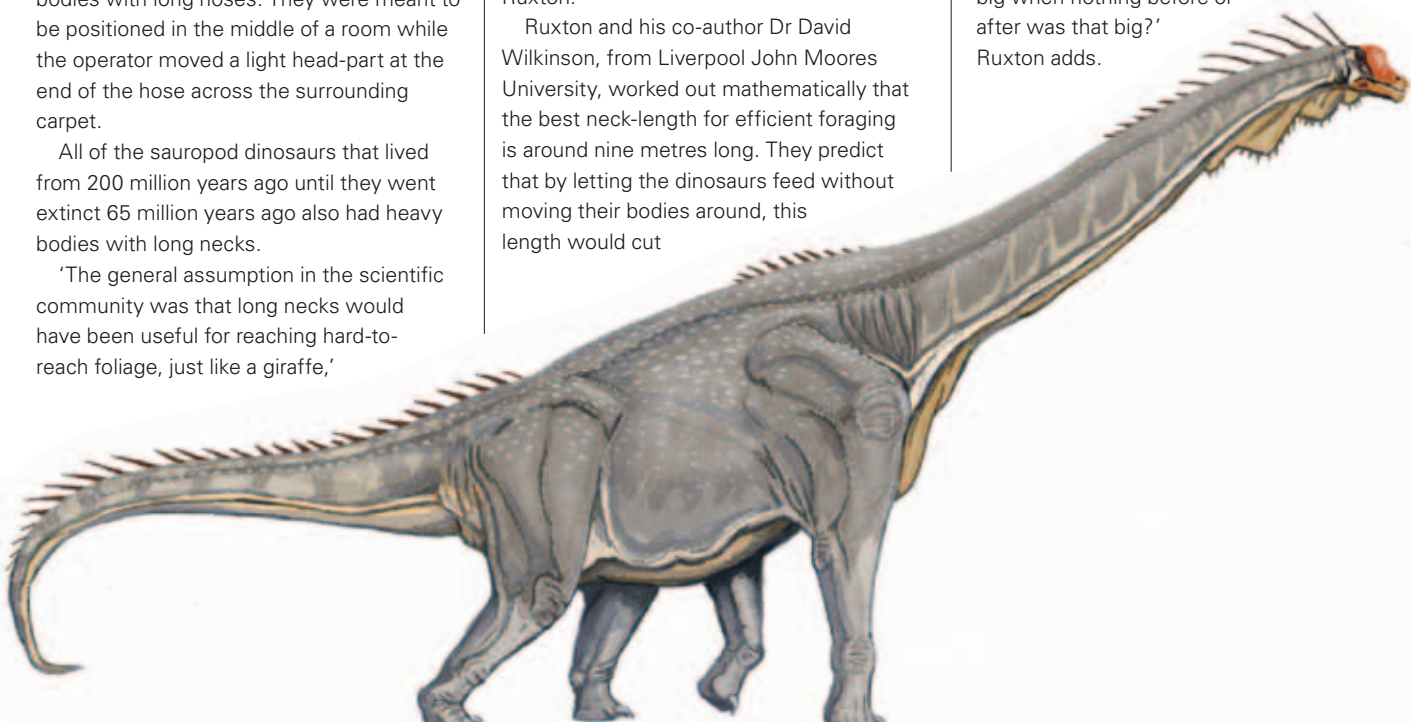 bodies with long hoses. They were meant to
be positioned in the middle of a room while
the operator moved a light head-part at the
end of the hose across the surrounding
carpet.
All of the sauropod dinosaurs that lived
from 200 million years ago until they went
extinct 65 million years ago also had heavy
bodies with long necks.
‘The general assumption in the scientific
community was that long necks would
have been useful for reaching hard-to-
reach foliage, just like a giraffe,’
Ruxton.
Ruxton and his co-author Dr David
Wilkinson, from Liverpool John Moores
University, worked out mathematically that
the best neck-length for efficient foraging
is around nine metres long. They predict
that by letting the dinosaurs feed without
moving their bodies around, this
length would cut
big when nothing before or
after was that big?’
Ruxton adds.